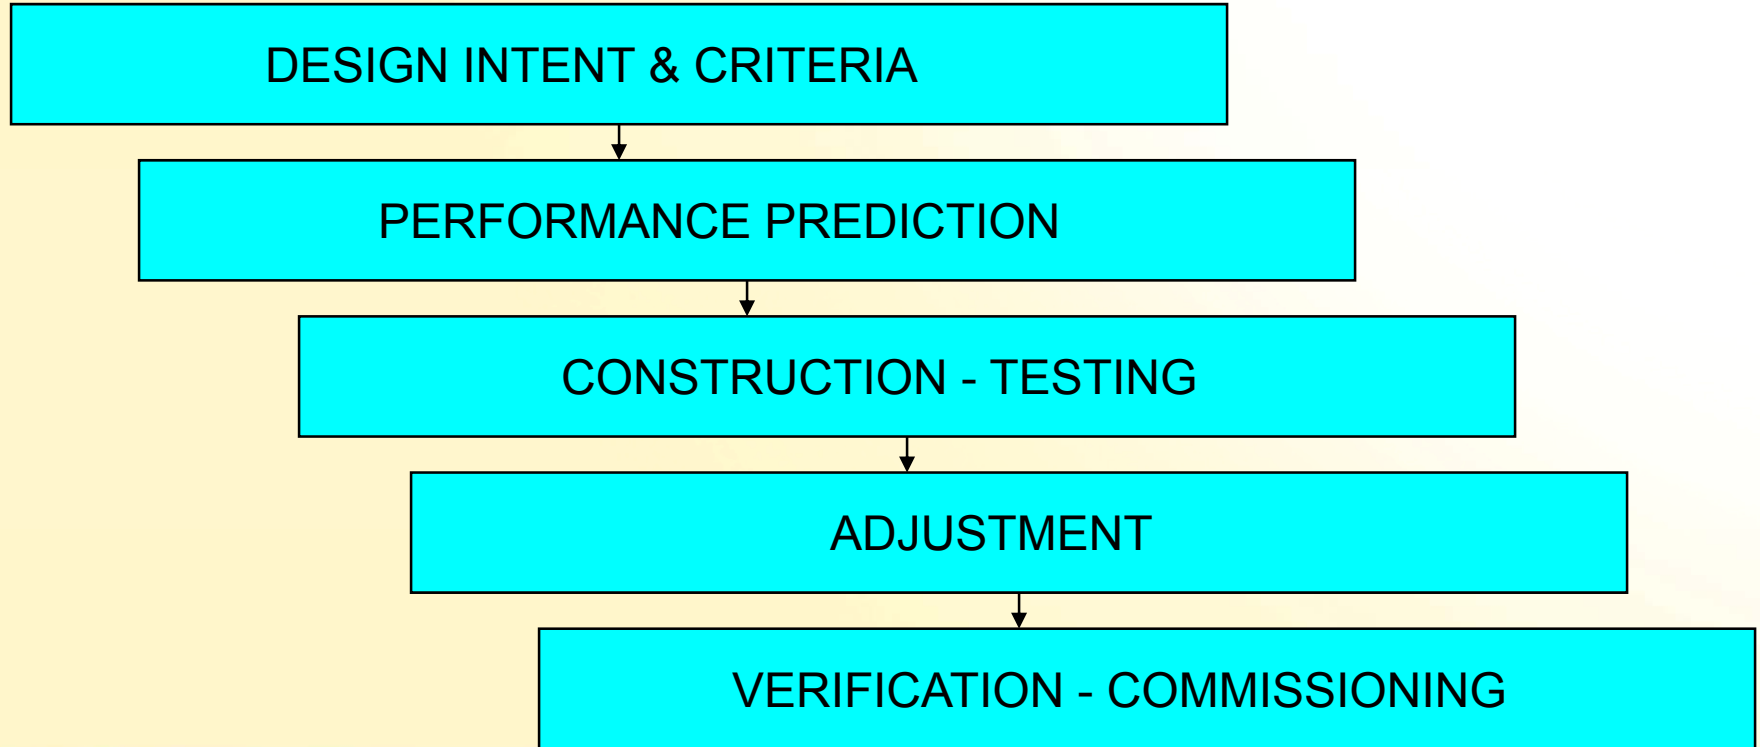 DESIGN INTENT & CRITERIA
PERFORMANCE PREDICTION
CONSTRUCTION - TESTING
ADJUSTMENT
VERIFICATION - COMMISSIONING